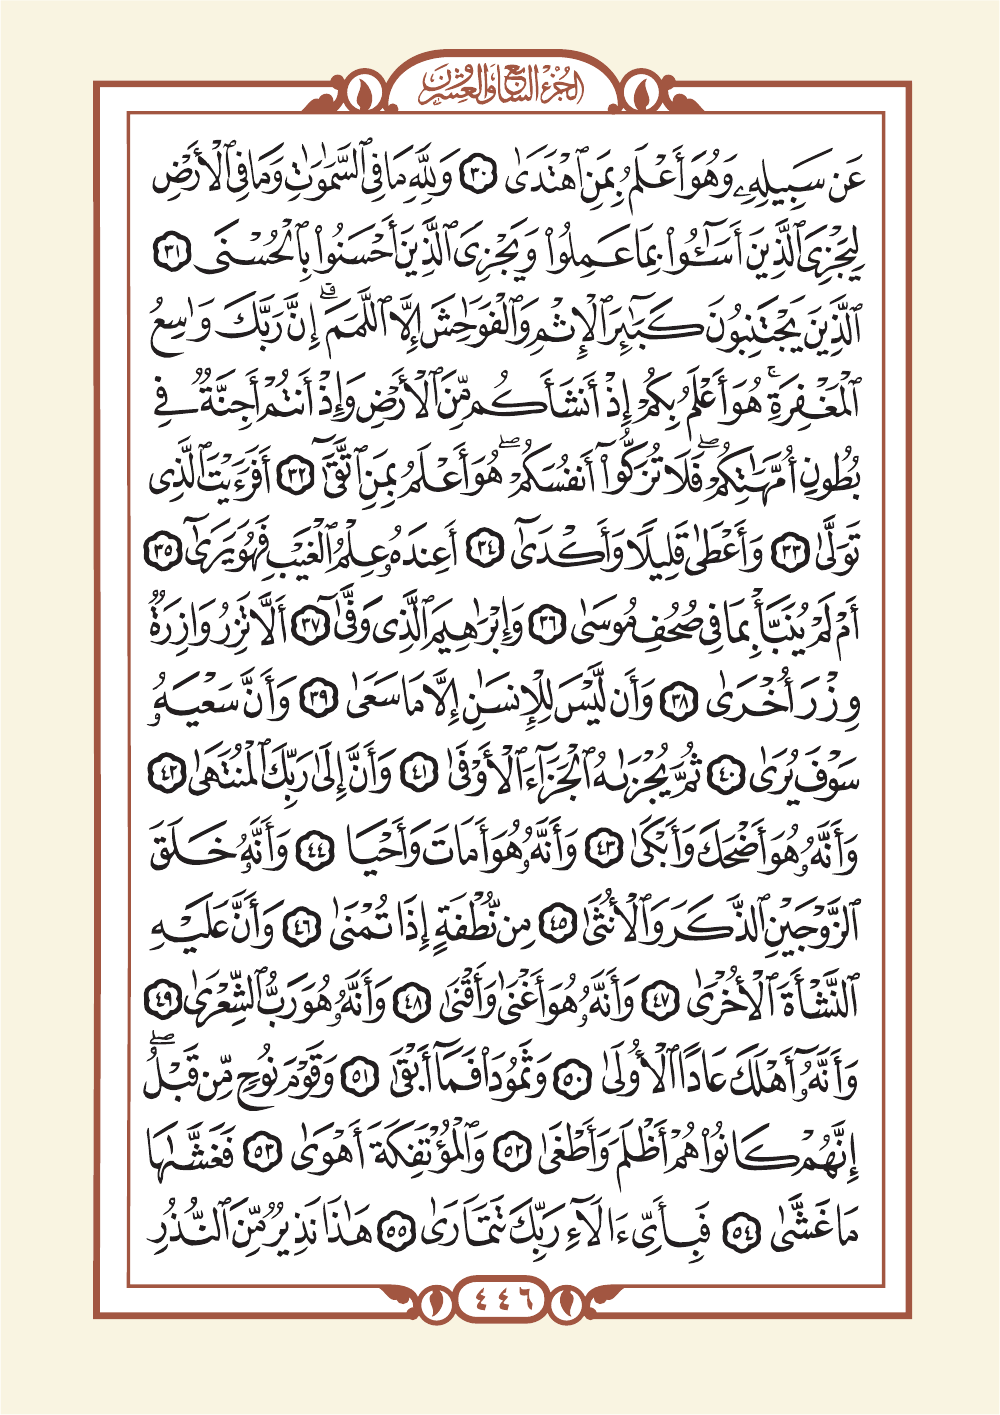 الجزء السابع والعشرون
عَن سَبِيلِهِۦ وَهُوَ أَعْلَمُ بِمَنِ ٱهْتَدَىٰ ٣٠ وَلِلَّهِ مَا فِى ٱلسَّمَٰوَٰتِ وَمَا فِى ٱلْأَرْضِ
لِيَجْزِىَ ٱلَّذِينَ أَسَٰٓـُٔوا۟ بِمَا عَمِلُوا۟ وَيَجْزِىَ ٱلَّذِينَ أَحْسَنُوا۟ بِٱلْحُسْنَى ٣١
ٱلَّذِينَ يَجْتَنِبُونَ كَبَٰٓئِرَ ٱلْإِثْمِ وَٱلْفَوَٰحِشَ إِلَّا ٱللَّمَمَ ۗ إِنَّ رَبَّكَ وَٰسِعُ
ٱلْمَغْفِرَةِ ۚ هُوَ أَعْلَمُ بِكُمْ إِذْ أَنشَأَكُم مِّنَ ٱلْأَرْضِ وَإِذْ أَنتُمْ أَجِنَّةٌ فِى
بُطُونِ أُمَّهَٰتِكُمْ ۖ فَلَا تُزَكُّوٓا۟ أَنفُسَكُمْ ۖ هُوَ أَعْلَمُ بِمَنِ ٱتَّقَىٰٓ ٣٢ أَفَرَءَيْتَ ٱلَّذِى
تَوَلَّىٰ ٣٣ وَأَعْطَىٰ قَلِيلًا وَأَكْدَىٰٓ ٣٤ أَعِندَهُۥ عِلْمُ ٱلْغَيْبِ فَهُوَ يَرَىٰٓ ٣٥
أَمْ لَمْ يُنَبَّأْ بِمَا فِى صُحُفِ مُوسَىٰ ٣٦ وَإِبْرَٰهِيمَ ٱلَّذِى وَفَّىٰٓ ٣٧ أَلَّا تَزِرُ وَازِرَةٌ
وِزْرَ أُخْرَىٰ ٣٨ وَأَن لَّيْسَ لِلْإِنسَٰنِ إِلَّا مَا سَعَىٰ ٣٩ وَأَنَّ سَعْيَهُۥ
سَوْفَ يُرَىٰ ٤٠ ثُمَّ يُجْزَىٰهُ ٱلْجَزَآءَ ٱلْأَوْفَىٰ ٤١ وَأَنَّ إِلَىٰ رَبِّكَ ٱلْمُنتَهَىٰ ٤٢
وَأَنَّهُۥ هُوَ أَضْحَكَ وَأَبْكَىٰ ٤٣ وَأَنَّهُۥ هُوَ أَمَاتَ وَأَحْيَا ٤٤ وَأَنَّهُۥ خَلَقَ
ٱلزَّوْجَيْنِ ٱلذَّكَرَ وَٱلْأُنثَىٰ ٤٥ مِن نُّطْفَةٍ إِذَا تُمْنَىٰ ٤٦ وَأَنَّ عَلَيْهِ
ٱلنَّشْأَةَ ٱلْأُخْرَىٰ ٤٧ وَأَنَّهُۥ هُوَ أَغْنَىٰ وَأَقْنَىٰ ٤٨ وَأَنَّهُۥ هُوَ رَبُّ ٱلشِّعْرَىٰ ٤٩
وَأَنَّهُۥٓ أَهْلَكَ عَادًا ٱلْأُولَىٰ ٥٠ وَثَمُودَا۟ فَمَآ أَبْقَىٰ ٥١ وَقَوْمَ نُوحٍ مِّن قَبْلُ ۖ
إِنَّهُمْ كَانُوا۟ هُمْ أَظْلَمَ وَأَطْغَىٰ ٥٢ وَٱلْمُؤْتَفِكَةَ أَهْوَىٰ ٥٣ فَغَشَّىٰهَا
مَا غَشَّىٰ ٥٤ فَبِأَىِّ ءَالَآءِ رَبِّكَ تَتَمَارَىٰ ٥٥ هَٰذَا نَذِيرٌ مِّنَ ٱلنُّذُرِ
٤٤٦